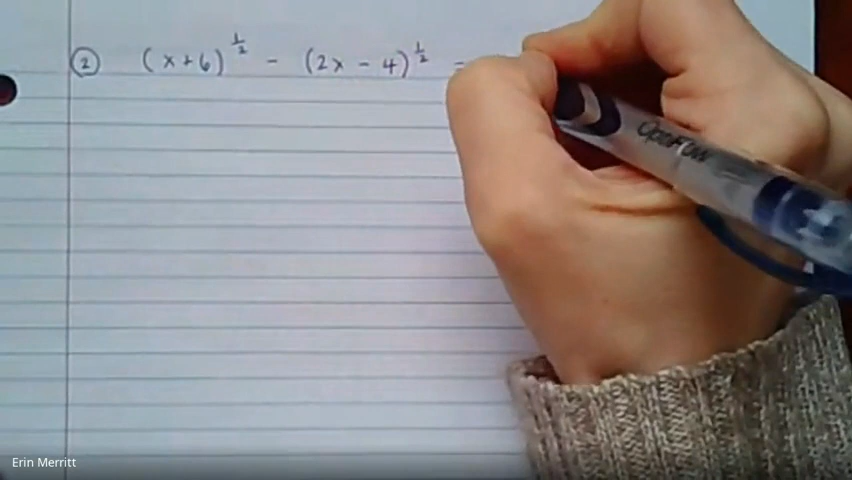 ② (x+6)^½ - (2x - 4)^½ =
OptiFlow
Erin Merritt